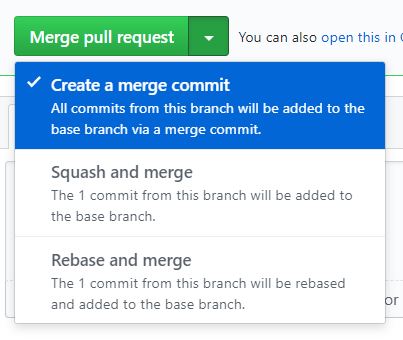 Merge pull request You can also open this in
Create a merge commit
All commits from this branch will be added to the
base branch via a merge commit.
Squash and merge
The 1 commit from this branch will be added to
the base branch.
Rebase and merge
The 1 commit from this branch will be rebased
and added to the base branch.
or